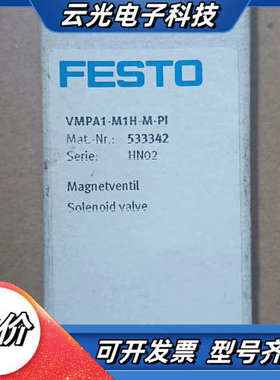 云光电子科技
FESTO
VMPA1-M1H-M-PI
Mat.-Nr.: 533342
Serie: HN02
Magnetventil
Solenoid valve
价
可开发票 型号齐